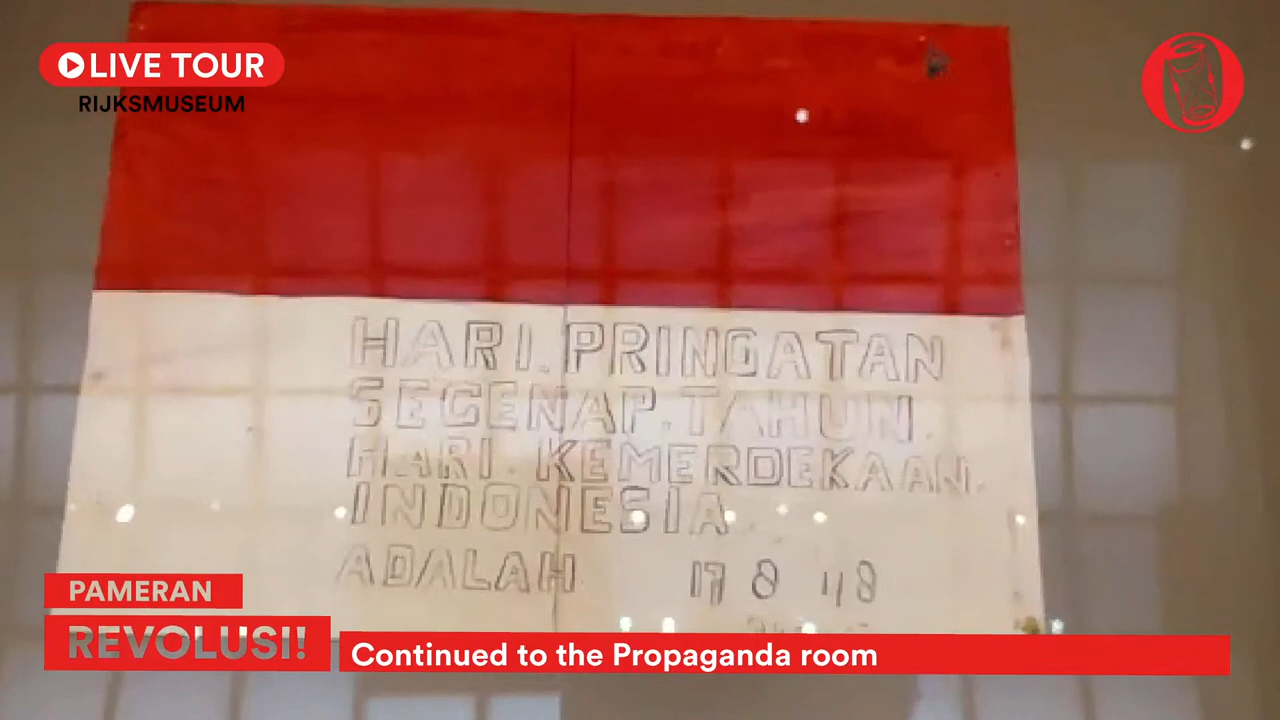 LIVE TOUR
RIJKSMUSEUM
HARI. PRINGATAN
SEGENAP. TAHUN.
HARI. KEMERDEKAAN.
INDONESIA
ADALAH 17 8 48
PAMERAN
REVOLUSI!
Continued to the Propaganda room